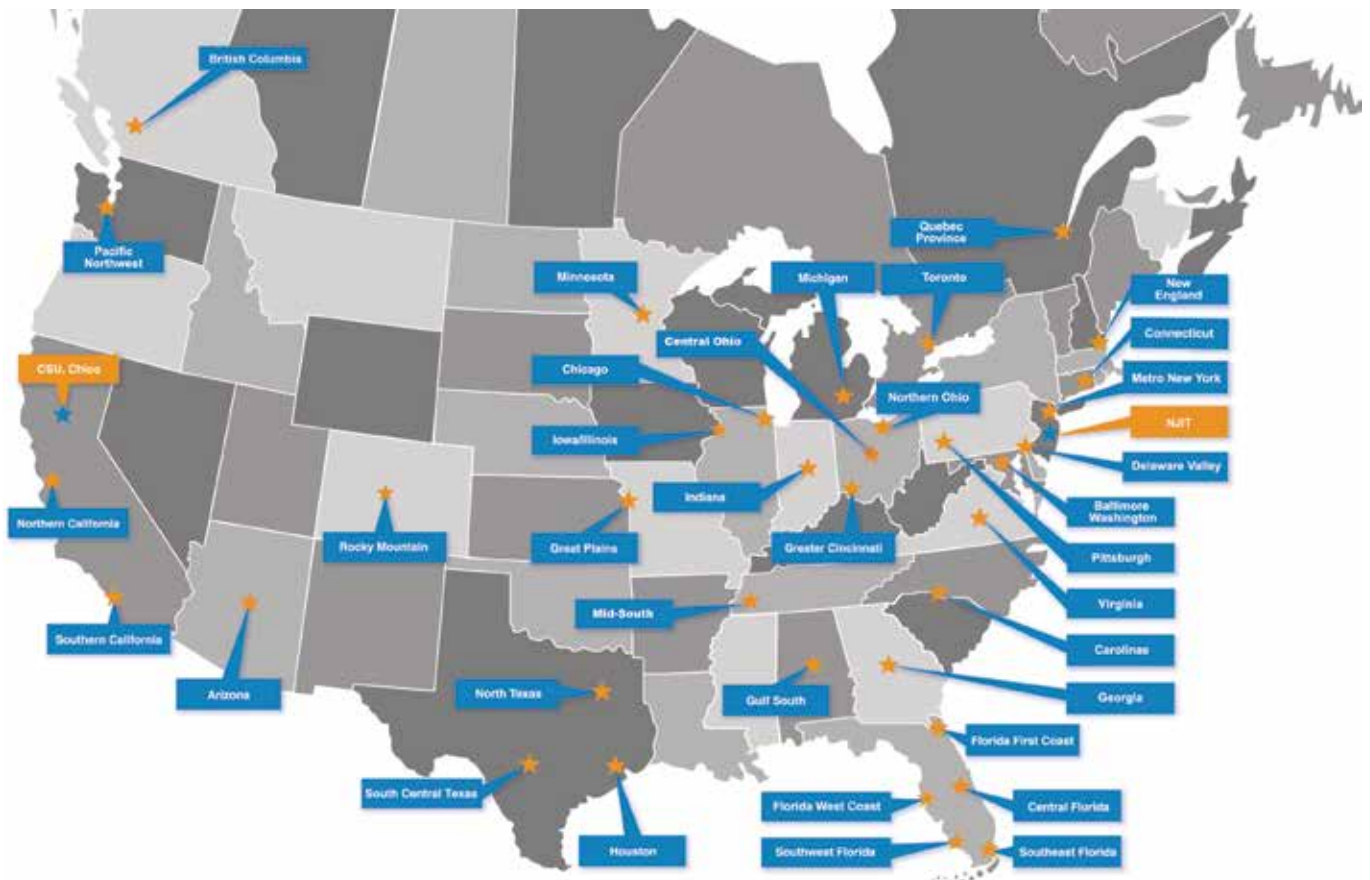 British Columbia
Pacific
Northwest
Quebec
Province
Minnesota
Michigan
Toronto
New
England
Connecticut
Central Ohio
CSU, Chico
Chicago
Metro New York
Northern Ohio
NJIT
Iowa/Illinois
Delaware Valley
Indiana
Northern California
Rocky Mountain
Great Plains
Greater Cincinnati
Baltimore
Washington
Pittsburgh
Mid-South
Virginia
Southern California
Carolinas
Arizona
North Texas
Gulf South
Georgia
Florida First Coast
South Central Texas
Florida West Coast
Central Florida
Houston
Southwest Florida
Southeast Florida